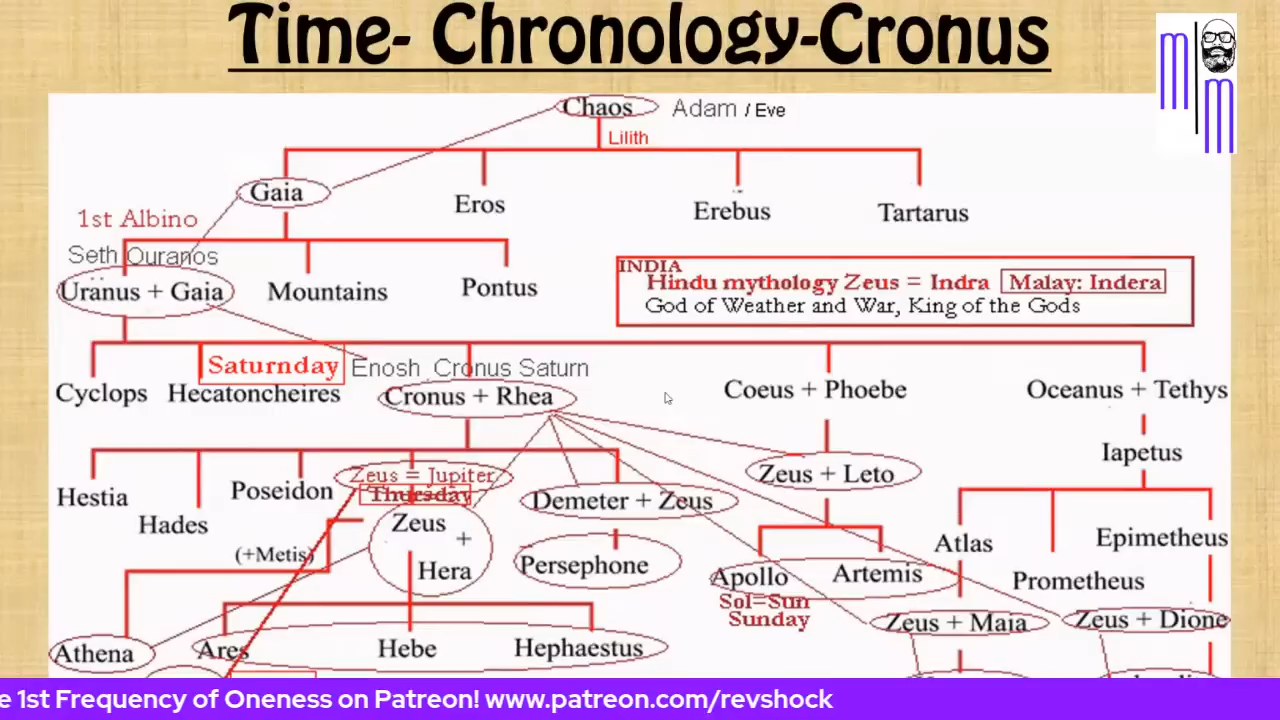 Time- Chronology-Cronus
m m
Chaos Adam / Eve
Lilith
Gaia Eros Erebus Tartarus
1st Albino
Seth Ouranos
Uranus + Gaia Mountains Pontus
INDIA
Hindu mythology Zeus = Indra Malay: Indera
God of Weather and War, King of the Gods
Saturnday Enosh Cronus Saturn
Cyclops Hecatoncheires Cronus + Rhea Coeus + Phoebe Oceanus + Tethys
Iapetus
Zeus = Jupiter
Thursday
Hestia Hades Poseidon Demeter + Zeus Zeus + Leto
Zeus + Hera
(+Metis)
Persephone Apollo Artemis Atlas Prometheus Epimetheus
Sol=Sun
Sunday
Zeus + Maia Zeus + Dione
Athena Ares Hebe Hephaestus
e 1st Frequency of Oneness on Patreon! www.patreon.com/revshock